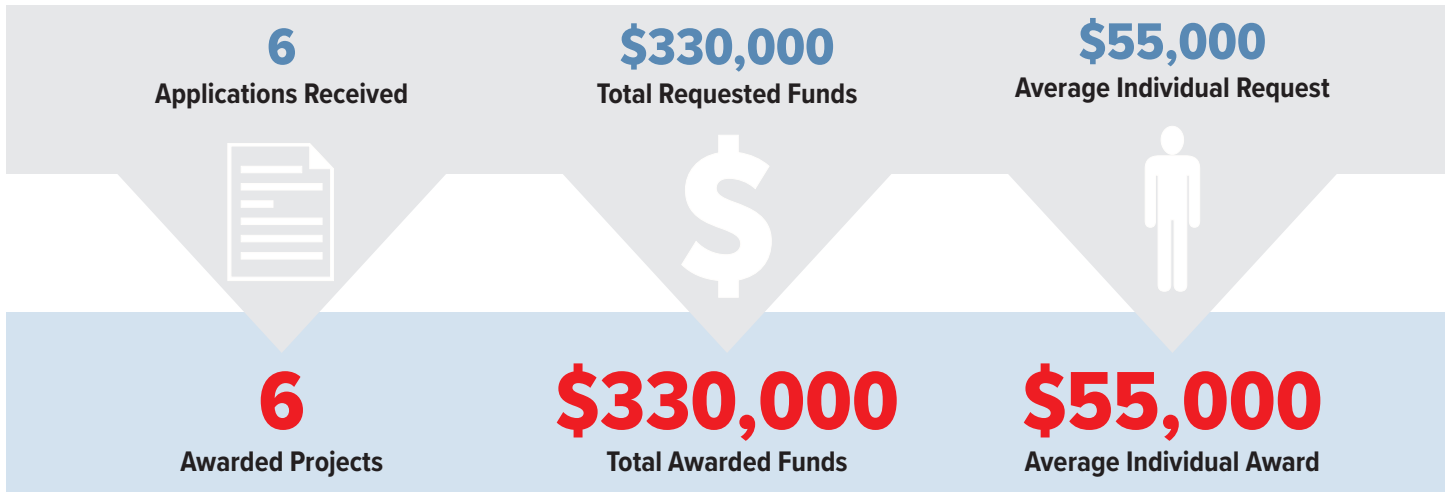 6
Applications Received
$330,000
Total Requested Funds
$55,000
Average Individual Request
$
6
Awarded Projects
$330,000
Total Awarded Funds
$55,000
Average Individual Award